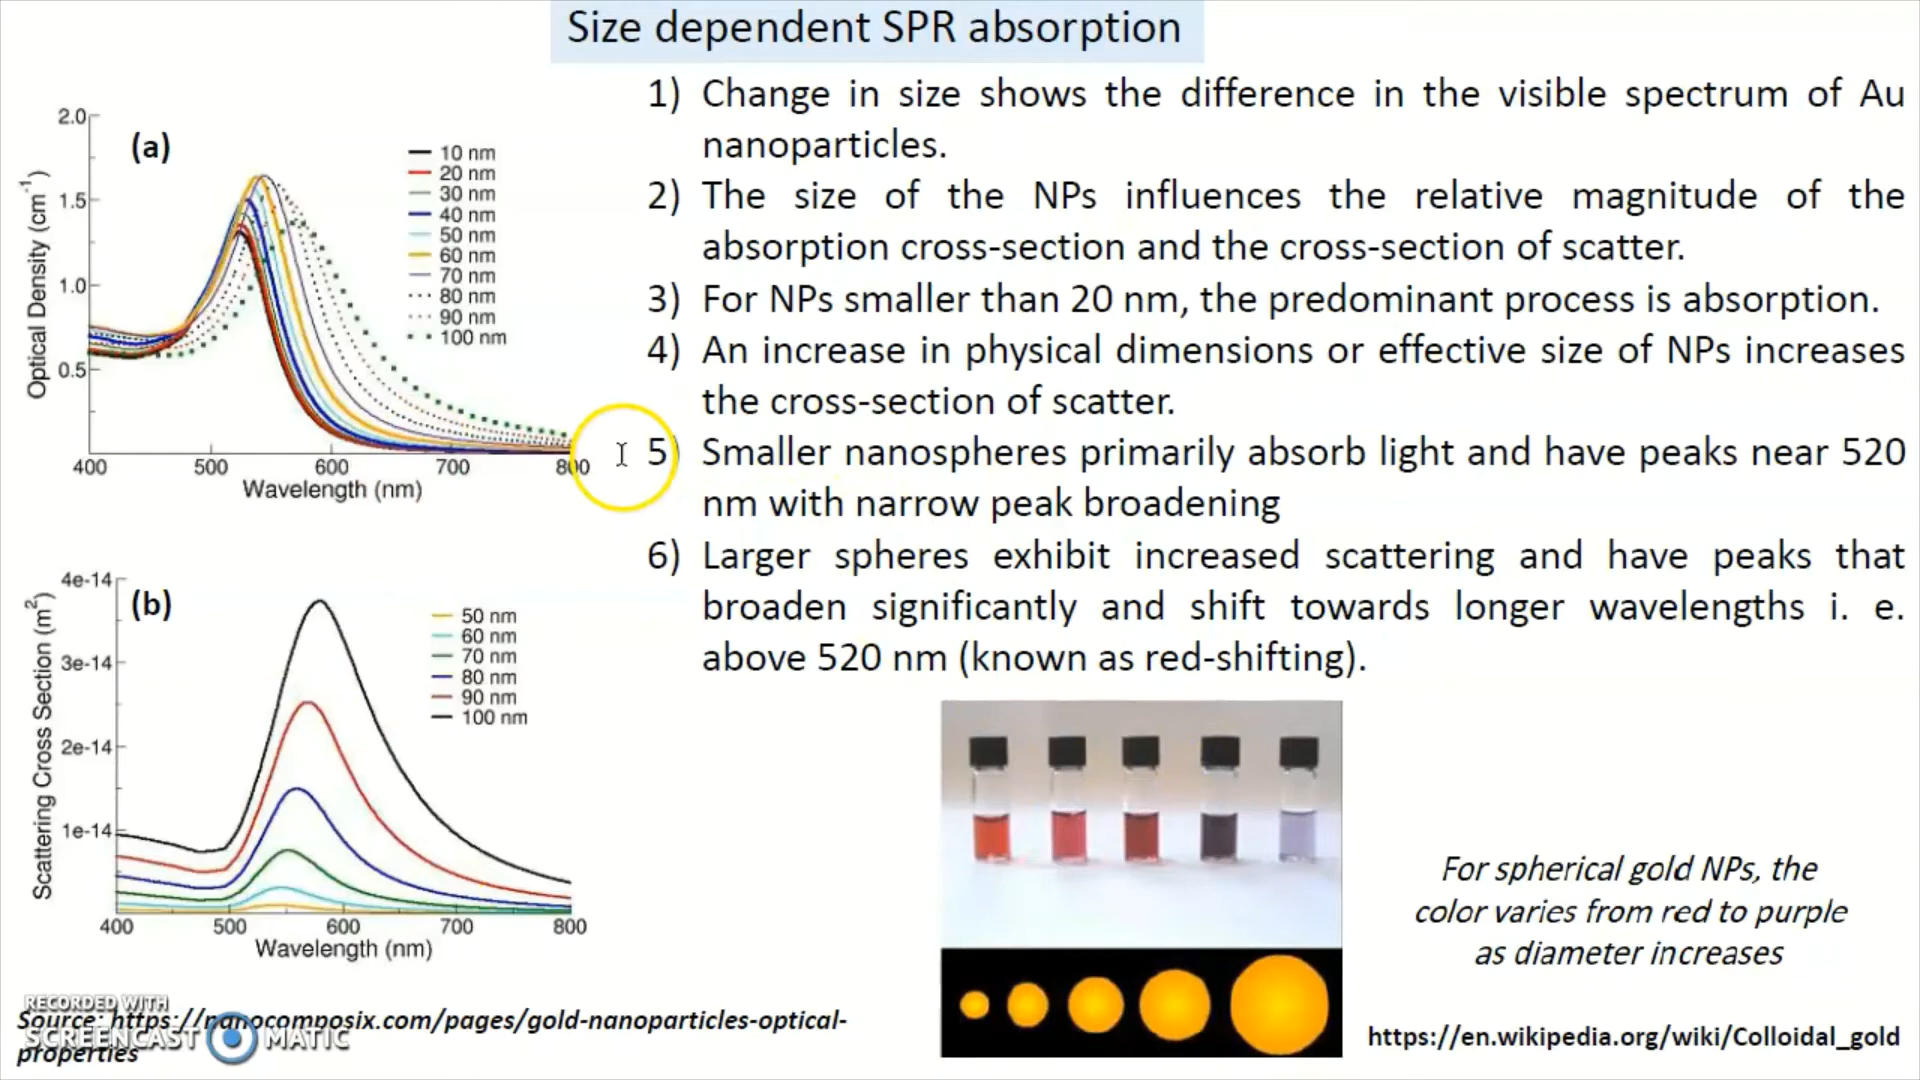 Size dependent SPR absorption
1) Change in size shows the difference in the visible spectrum of Au
nanoparticles.
2) The size of the NPs influences the relative magnitude of the
absorption cross-section and the cross-section of scatter.
3) For NPs smaller than 20 nm, the predominant process is absorption.
4) An increase in physical dimensions or effective size of NPs increases
the cross-section of scatter.
5) Smaller nanospheres primarily absorb light and have peaks near 520
nm with narrow peak broadening
6) Larger spheres exhibit increased scattering and have peaks that
broaden significantly and shift towards longer wavelengths i. e.
above 520 nm (known as red-shifting).
(a)
Optical Density (cm-1)
2.0
1.5
1.0
0.5
10 nm
20 nm
30 nm
40 nm
50 nm
60 nm
70 nm
80 nm
90 nm
100 nm
400 500 600 700 800
Wavelength (nm)
(b)
Scattering Cross Section (m2)
4e-14
3e-14
2e-14
1e-14
50 nm
60 nm
70 nm
80 nm
90 nm
100 nm
400 500 600 700 800
Wavelength (nm)
For spherical gold NPs, the
color varies from red to purple
as diameter increases
Source: https://nanocomposix.com/pages/gold-nanoparticles-optical-
properties
RECORDED WITH
SCREENCAST MATIC
https://en.wikipedia.org/wiki/Colloidal_gold